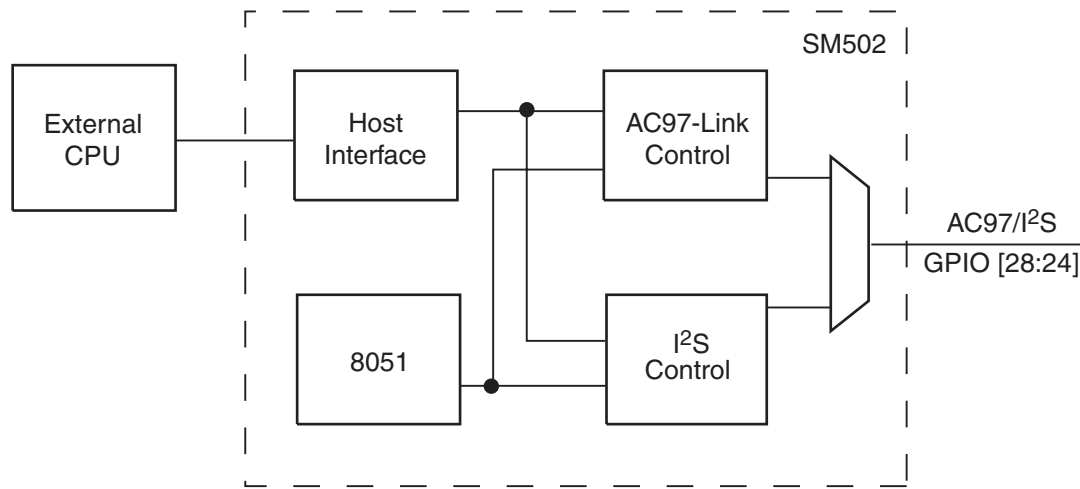 SM502
External
CPU
Host
Interface
AC97-Link
Control
AC97/I²S
GPIO [28:24]
8051
I²S
Control